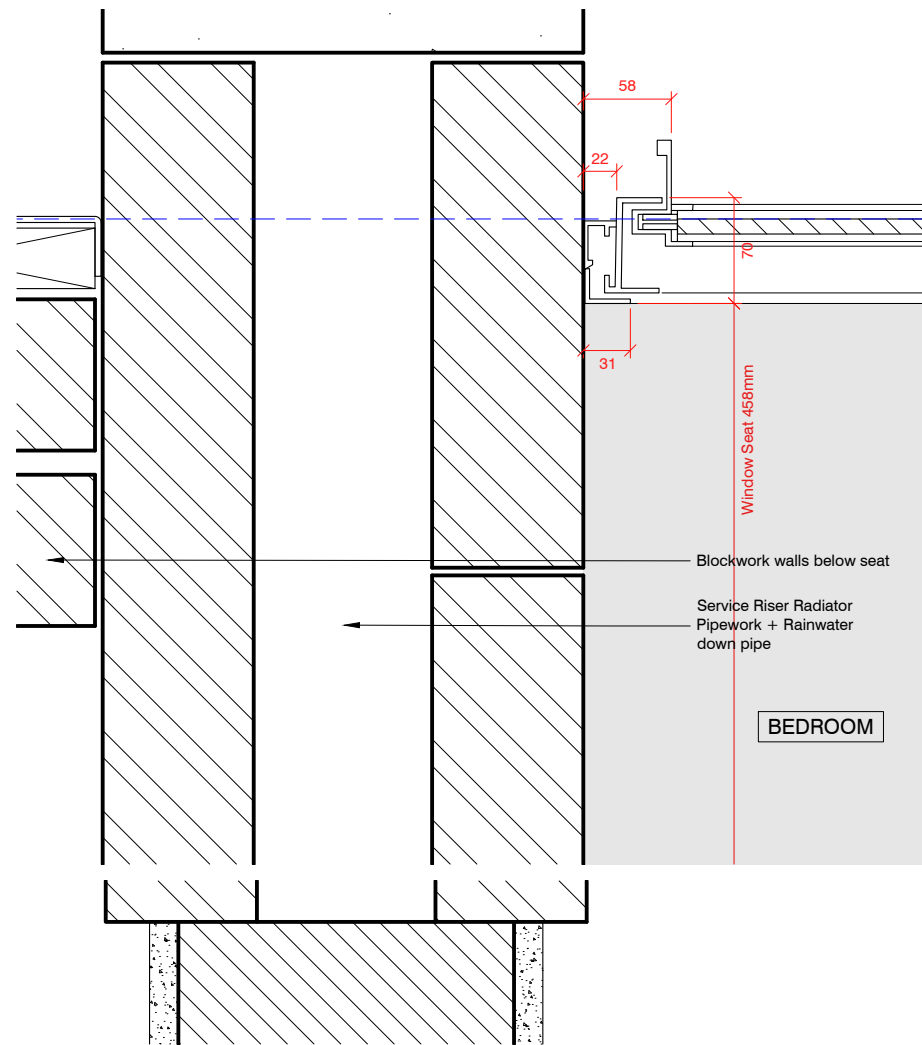 58
22
70
31
Window Seat 458mm
Blockwork walls below seat
Service Riser Radiator
Pipework + Rainwater
down pipe
BEDROOM